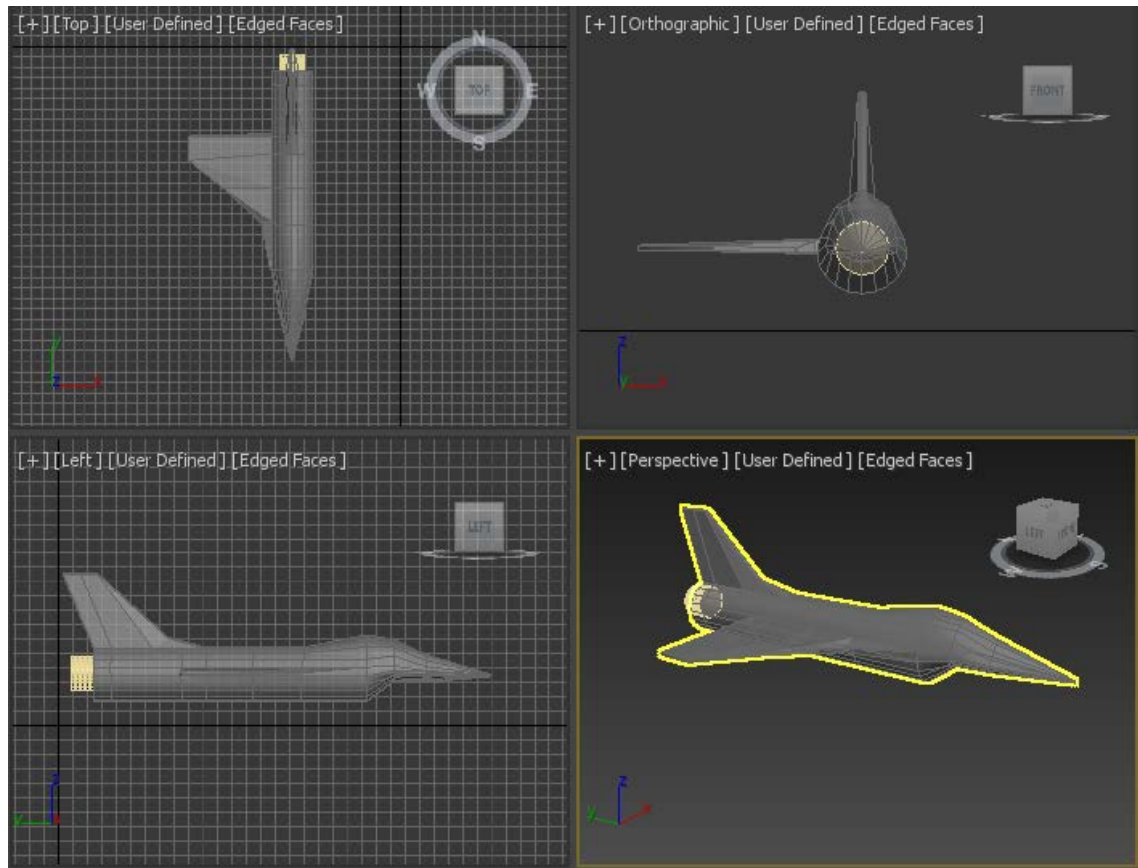 [+] [Top] [User Defined] [Edged Faces]
N
W
TOP
E
S
y
z
x
[+] [Orthographic] [User Defined] [Edged Faces]
FRONT
z
y
x
[+] [Left] [User Defined] [Edged Faces]
LEFT
z
y
x
[+] [Perspective] [User Defined] [Edged Faces]
LEFT
z
y
x